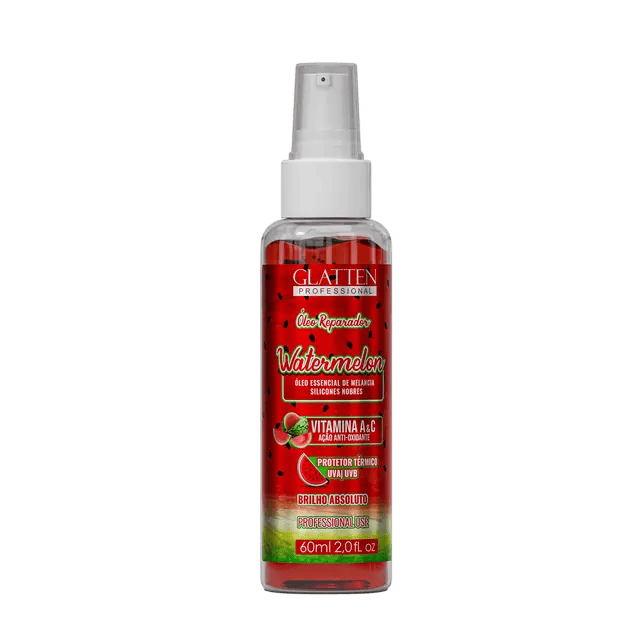 GLATTEN
PROFESSIONAL
Óleo Reparador
Watermelon
ÓLEO ESSENCIAL DE MELANCIA
SILICONES NOBRES
VITAMINA A&C
AÇÃO ANTI-OXIDANTE
PROTETOR TÉRMICO
UVA| UVB
BRILHO ABSOLUTO
PROFESSIONAL USE
60ml 2,0fl. oz